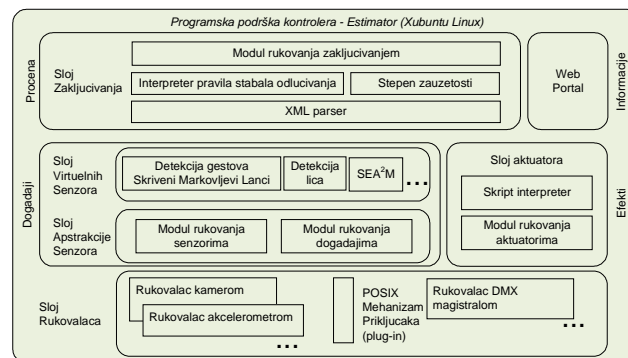 Programska podrška kontrolera - Estimator (Xubuntu Linux)
Procena
Sloj
Zakljucivanja
Modul rukovanja zakljucivanjem
Interpreter pravila stabala odlucivanja
Stepen zauzetosti
XML parser
Web
Portal
Informacije
Dogadaji
Sloj
Virtuelnih
Senzora
Detekcija gestova
Skriveni Markovljevi Lanci
Detekcija
lica
SEA²M
...
Sloj
Apstrakcije
Senzora
Modul rukovanja
senzorima
Modul rukovanja
dogadajima
Sloj aktuatora
Skript interpreter
Modul rukovanja
aktuatorima
Efekti
Sloj
Rukovalaca
Rukovalac kamerom
Rukovalac akcelerometrom
...
POSIX
Mehanizam
Prikljucaka
(plug-in)
Rukovalac DMX
magistralom
...